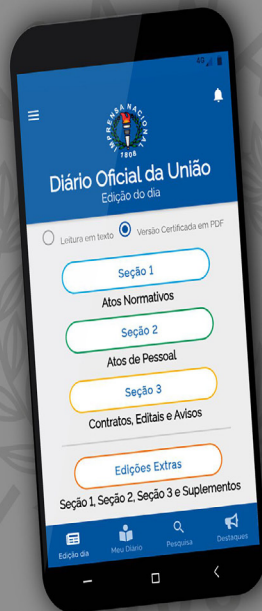 4G
IMPRENSA NACIONAL
1808
Diário Oficial da União
Edição do dia
Leitura em texto
Versão Certificada em PDF
Seção 1
Atos Normativos
Seção 2
Atos de Pessoal
Seção 3
Contratos, Editais e Avisos
Edições Extras
Seção 1, Seção 2, Seção 3 e Suplementos
Edição dia
Meu Diário
Pesquisa
Destaques